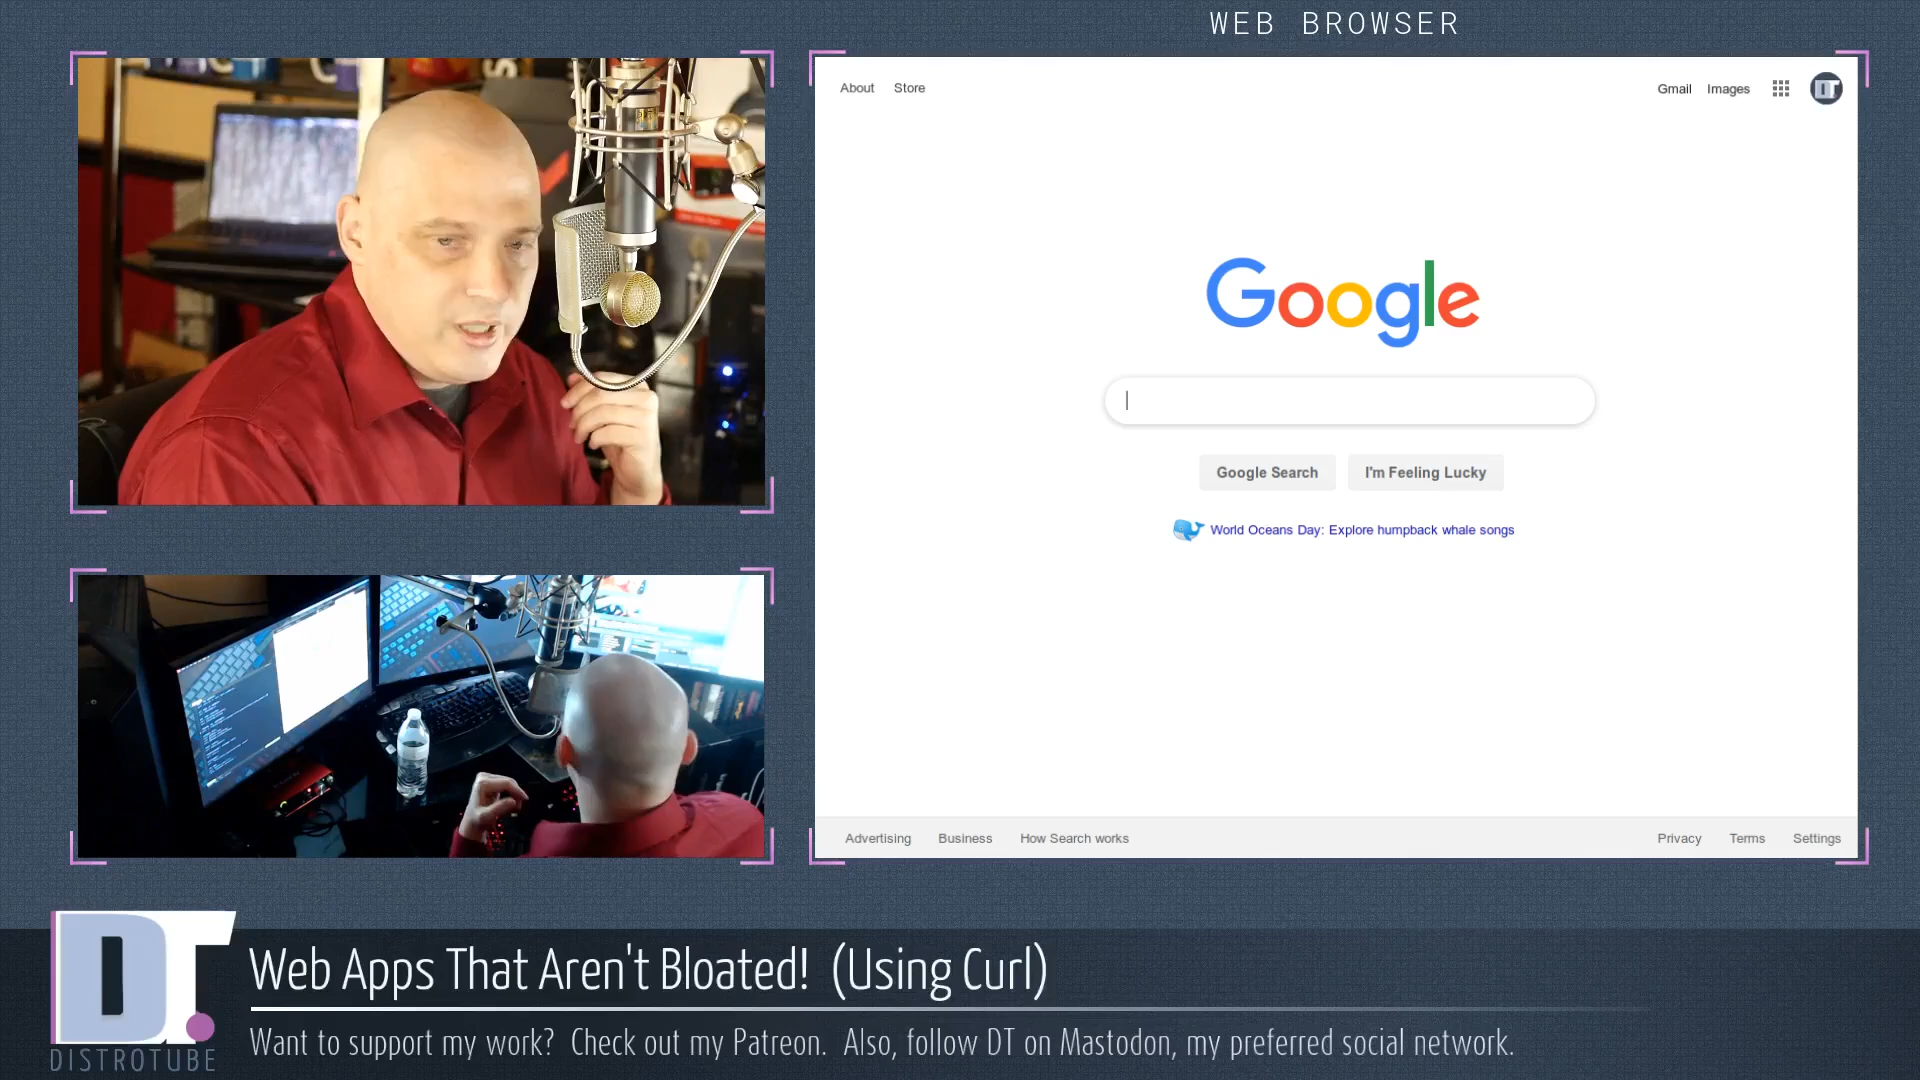 WEB BROWSER
About Store
Gmail Images
DT
Google
Google Search I'm Feeling Lucky
World Oceans Day: Explore humpback whale songs
Advertising Business How Search works
Privacy Terms Settings
DT
DISTROTUBE
Web Apps That Aren't Bloated! (Using Curl)
Want to support my work? Check out my Patreon. Also, follow DT on Mastodon, my preferred social network.